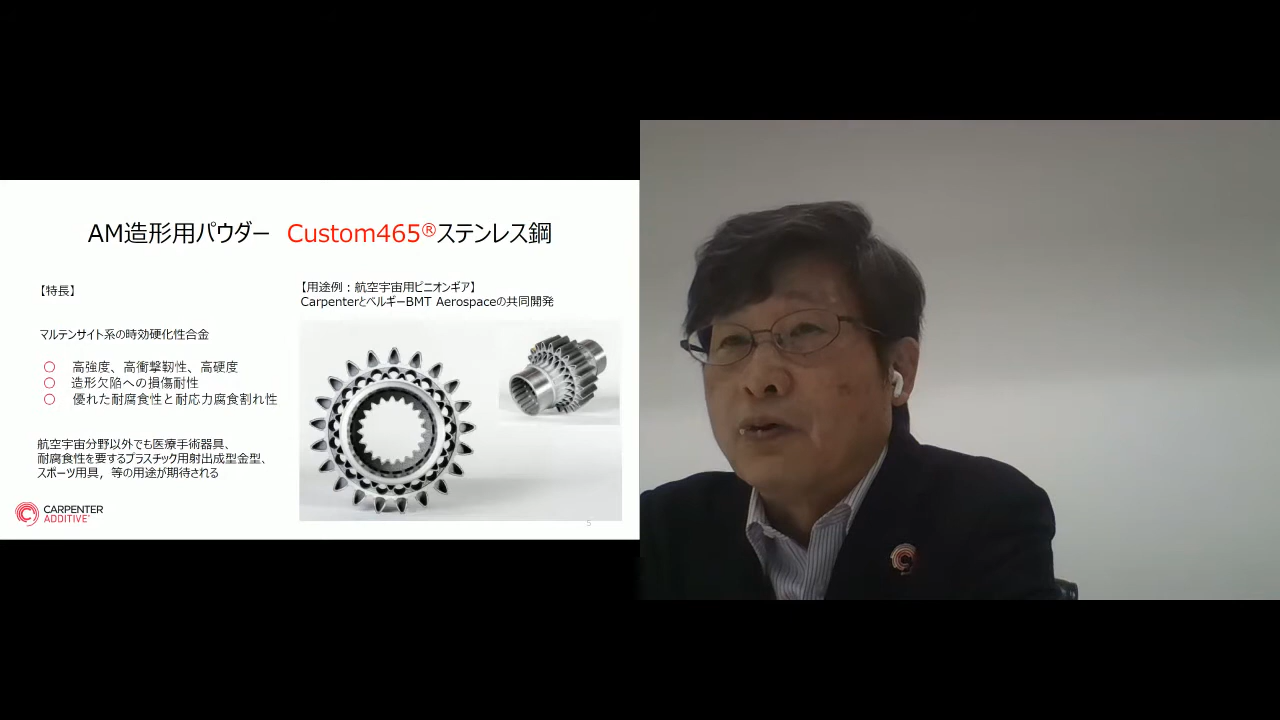 AM造形用パウダー Custom465®ステンレス鋼
【特長】
マルテンサイト系の時効硬化性合金
〇 高強度、高衝撃靭性、高硬度
〇 造形欠陥への損傷耐性
〇 優れた耐腐食性と耐応力腐食割れ性
航空宇宙分野以外でも医療手術器具、
耐腐食性を要するプラスチック用射出成型金型、
スポーツ用具，等の用途が期待される
【用途例：航空宇宙用ピニオンギア】
CarpenterとベルギーBMT Aerospaceの共同開発
CARPENTER
ADDITIVE
5